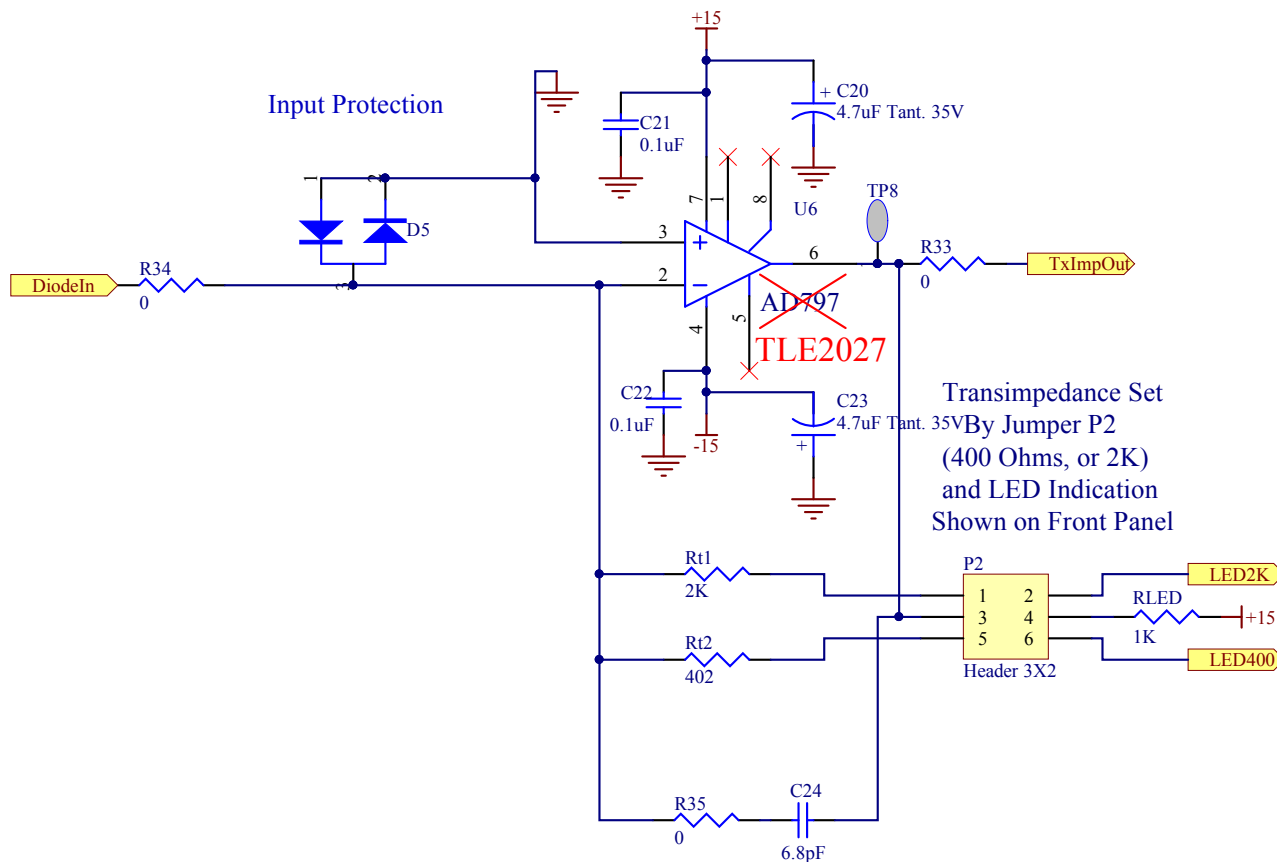 +15
Input Protection
C20
4.7uF Tant. 35V
C21
0.1uF
1
2
D5
3
7
1
8
U6
TP8
3
2
6
4
5
R34
0
DiodeIn
R33
0
TxImpOut
AD797
TLE2027
C22
0.1uF
-15
C23
4.7uF Tant. 35V
Transimpedance Set
By Jumper P2
(400 Ohms, or 2K)
and LED Indication
Shown on Front Panel
Rt1
2K
Rt2
402
P2
1 2
3 4
5 6
Header 3X2
LED2K
RLED
1K
+15
LED400
R35
0
C24
6.8pF